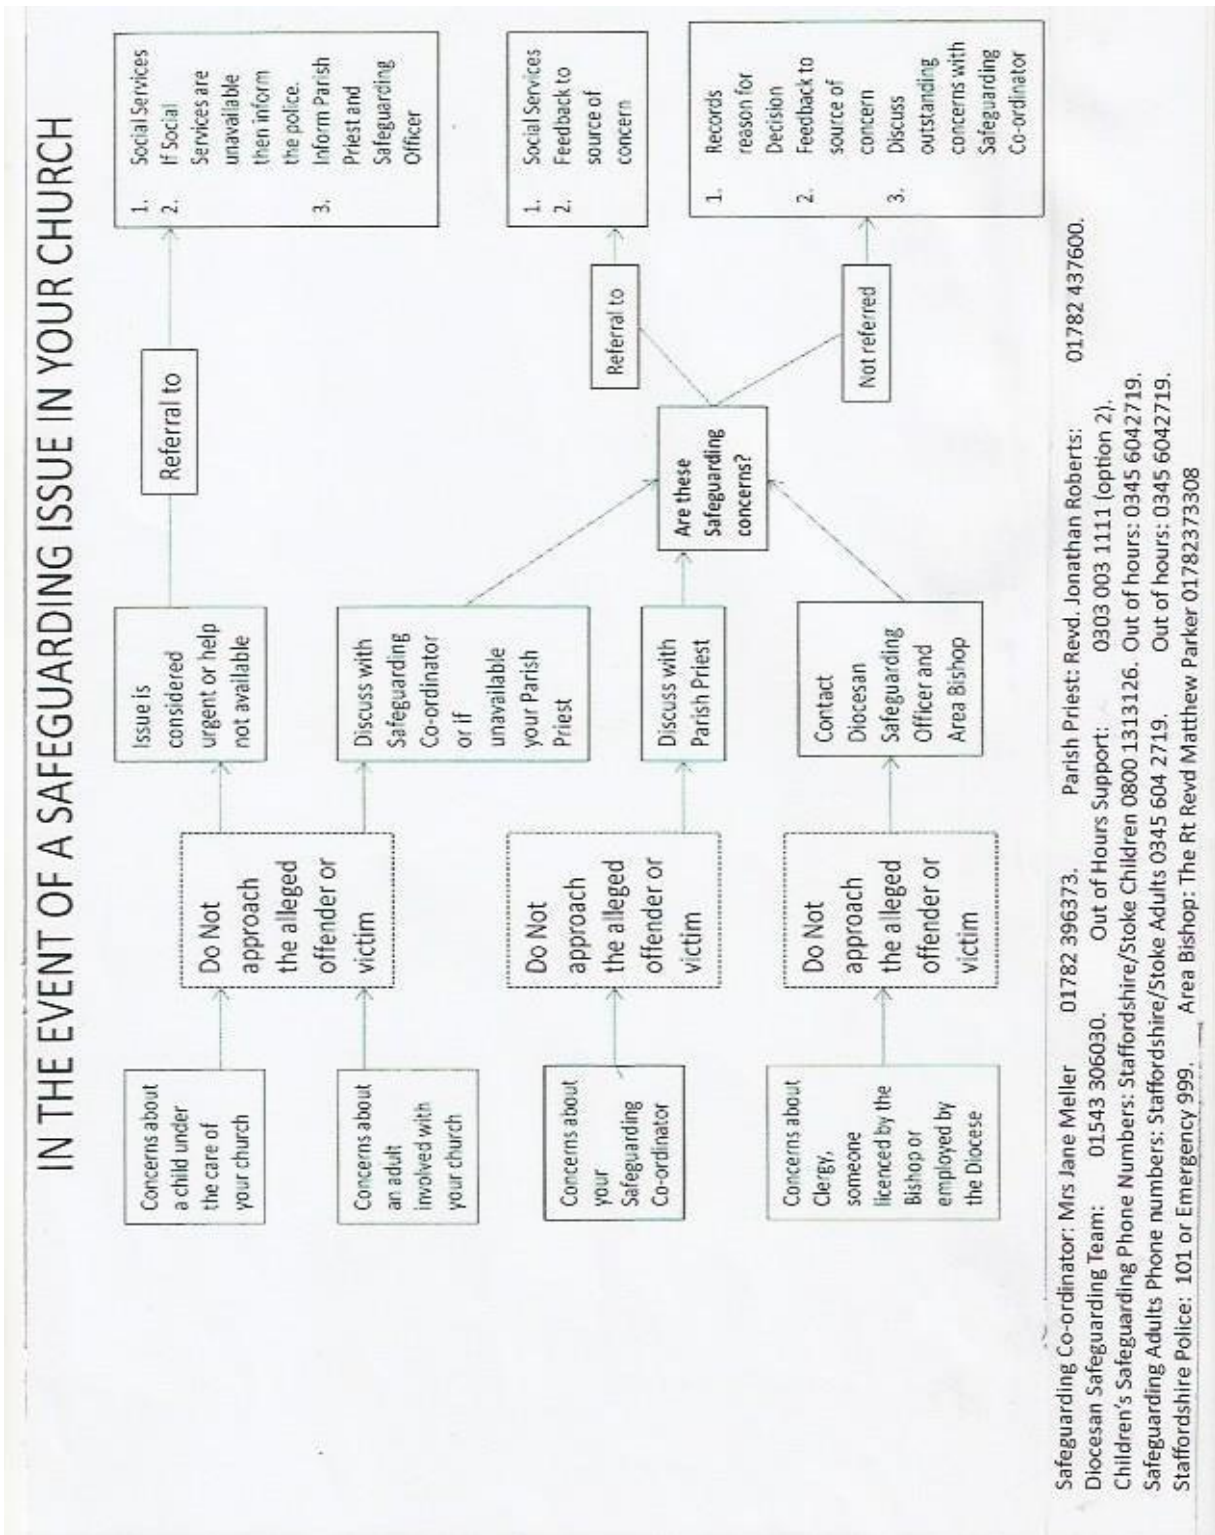 IN THE EVENT OF A SAFEGUARDING ISSUE IN YOUR CHURCH
Concerns about
a child under
the care of
your church
Concerns about
an adult
involved with
your church
Do Not
approach
the alleged
offender or
victim
Issue is
considered
urgent or help
not available
Referral to
1. Social Services
2. If Social
Services are
unavailable
then inform
the police.
3. Inform Parish
Priest and
Safeguarding
Officer
Discuss with
Safeguarding
Co-ordinator
or if
unavailable
your Parish
Priest
Concerns about
your
Safeguarding
Co-ordinator
Do Not
approach
the alleged
offender or
victim
Discuss with
Parish Priest
Concerns about
Clergy,
someone
licenced by the
Bishop or
employed by
the Diocese
Do Not
approach
the alleged
offender or
victim
Contact
Diocesan
Safeguarding
Officer and
Area Bishop
Are these
Safeguarding
concerns?
Referral to
1. Social Services
2. Feedback to
source of
concern
Not referred
1. Records
reason for
Decision
2. Feedback to
source of
concern
3. Discuss
outstanding
concerns with
Safeguarding
Co-ordinator
Safeguarding Co-ordinator: Mrs Jane Meller 01782 396373. Parish Priest: Revd. Jonathan Roberts: 01782 437600.
Diocesan Safeguarding Team: 01543 306030. Out of Hours Support: 0303 003 1111 (option 2).
Children's Safeguarding Phone Numbers: Staffordshire/Stoke Children 0800 1313126. Out of hours: 0345 6042719.
Safeguarding Adults Phone numbers: Staffordshire/Stoke Adults 0345 604 2719. Out of hours: 0345 6042719.
Staffordshire Police: 101 or Emergency 999. Area Bishop: The Rt Revd Matthew Parker 01782373308